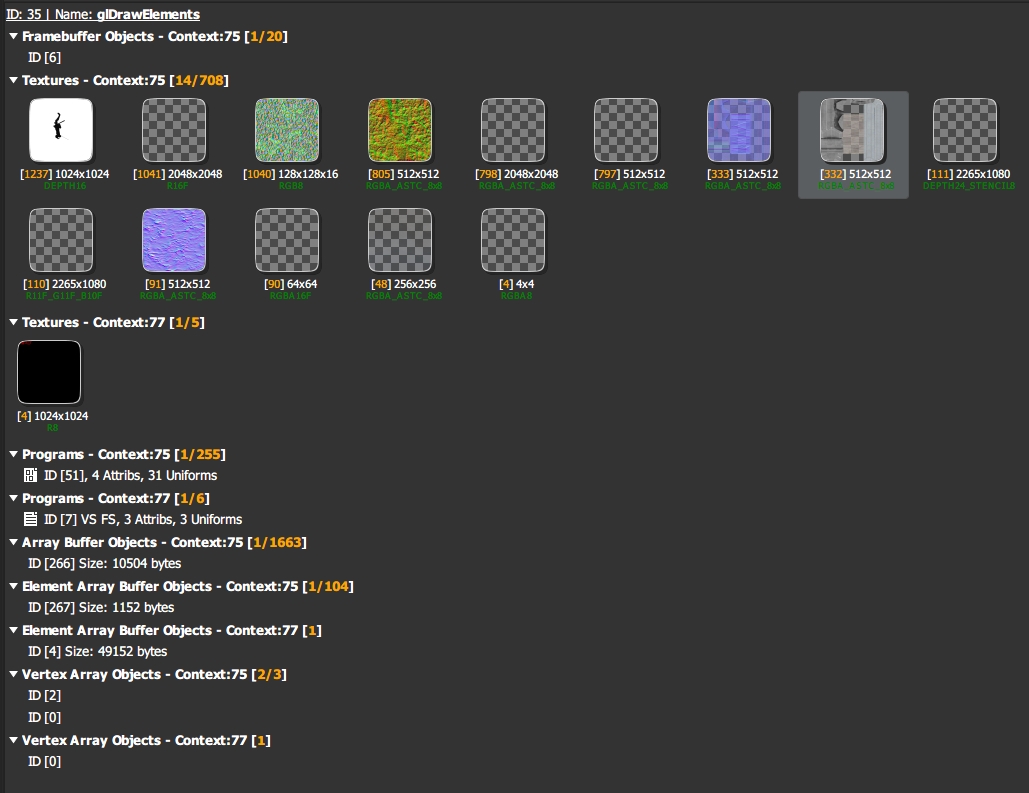 ID: 35 | Name: glDrawElements
Framebuffer Objects - Context:75 [1/20]
ID [6]
Textures - Context:75 [14/708]
[1237] 1024x1024 [1041] 2048x2048 [1040] 128x128x16 [805] 512x512 [798] 2048x2048 [797] 512x512 [333] 512x512 [332] 512x512 [111] 2265x1080
DEPTH16 R16F RGB8 RGBA_ASTC_8x8 RGBA_ASTC_8x8 RGBA_ASTC_8x8 RGBA_ASTC_8x8 RGBA_ASTC_8x8 DEPTH24_STENCIL8
[110] 2265x1080 [91] 512x512 [90] 64x64 [48] 256x256 [4] 4x4
R11F_G11F_B10F RGBA_ASTC_8x8 RGBA16F RGBA_ASTC_8x8 RGBA8
Textures - Context:77 [1/5]
[4] 1024x1024
R8
Programs - Context:75 [1/255]
ID [51], 4 Attribs, 31 Uniforms
Programs - Context:77 [1/6]
ID [7] VS FS, 3 Attribs, 3 Uniforms
Array Buffer Objects - Context:75 [1/1663]
ID [266] Size: 10504 bytes
Element Array Buffer Objects - Context:75 [1/104]
ID [267] Size: 1152 bytes
Element Array Buffer Objects - Context:77 [1]
ID [4] Size: 49152 bytes
Vertex Array Objects - Context:75 [2/3]
ID [2]
ID [0]
Vertex Array Objects - Context:77 [1]
ID [0]